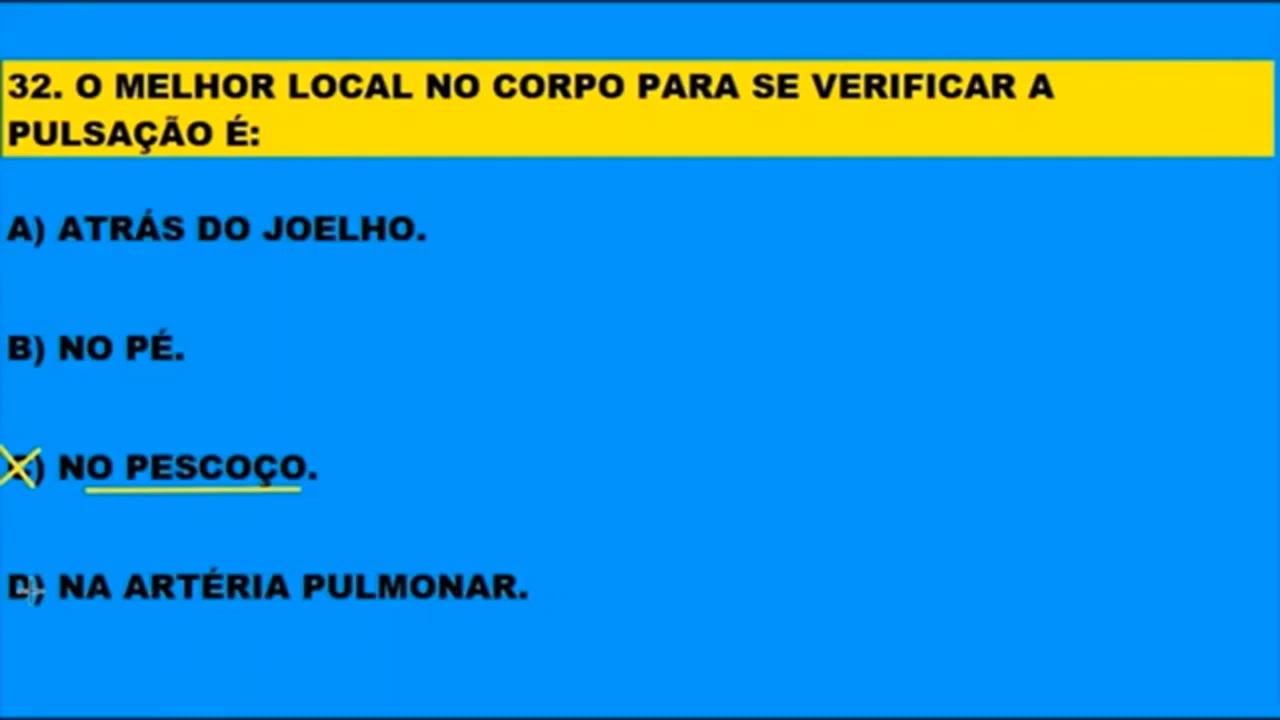 32. O MELHOR LOCAL NO CORPO PARA SE VERIFICAR A
PULSAÇÃO É:
A) ATRÁS DO JOELHO.
B) NO PÉ.
C) NO PESCOÇO.
D) NA ARTÉRIA PULMONAR.